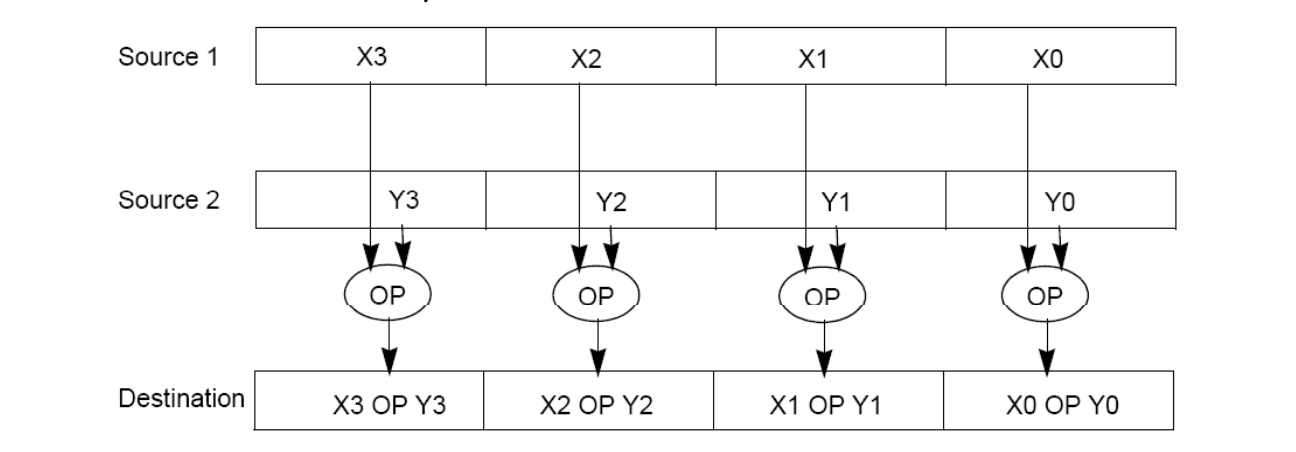 Source 1 X3 X2 X1 X0
Source 2 Y3 Y2 Y1 Y0
OP OP OP OP
Destination X3 OP Y3 X2 OP Y2 X1 OP Y1 X0 OP Y0